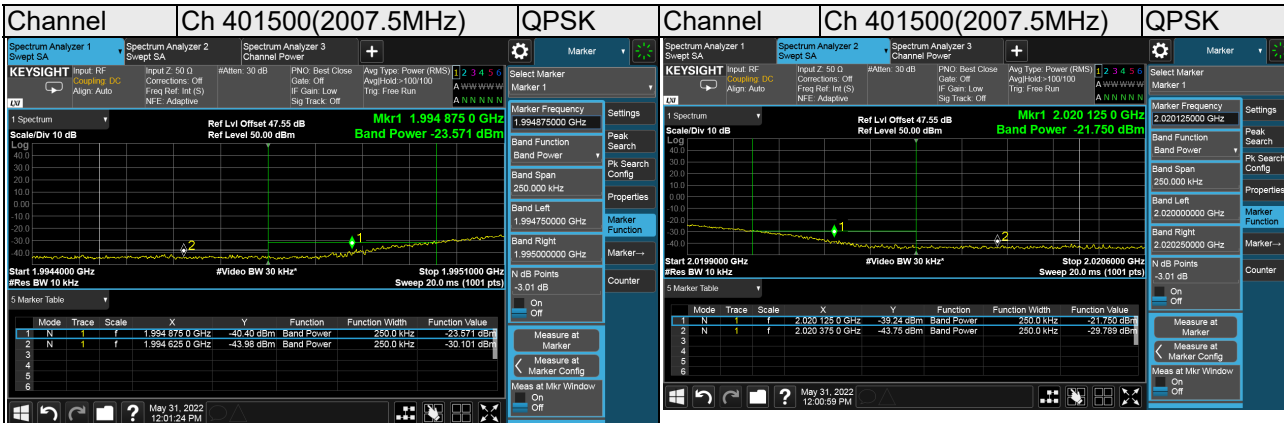 Channel Ch 401500(2007.5MHz) QPSK
Spectrum Analyzer 1
Swept SA
Spectrum Analyzer 2
Swept SA
Spectrum Analyzer 3
Channel Power
+
Marker
KEYSIGHT
Input: RF
Coupling: DC
Align: Auto
Input Z: 50 Ω
Corrections: Off
Freq Ref: Int (S)
NFE: Adaptive
#Atten: 30 dB
PNO: Best Close
Gate: Off
IF Gain: Low
Sig Track: Off
Avg Type: Power (RMS)
Avg|Hold:>100/100
Trig: Free Run
1 2 3 4 5 6
A W W W W W
A N N N N N
LXI
Select Marker
Marker 1
1 Spectrum
Scale/Div 10 dB
Ref Lvl Offset 47.55 dB
Ref Level 50.00 dBm
Mkr1 1.994 875 0 GHz
Band Power -23.571 dBm
Log
40.0
30.0
20.0
10.0
0.00
-10.0
-20.0
-30.0
-40.0
1
2
Start 1.9944000 GHz
#Res BW 10 kHz
#Video BW 30 kHz*
Stop 1.9951000 GHz
Sweep 20.0 ms (1001 pts)
5 Marker Table
Mode Trace Scale X Y Function Function Width Function Value
1 N 1 f 1.994 875 0 GHz -40.40 dBm Band Power 250.0 kHz -23.571 dBm
2 N 1 f 1.994 625 0 GHz -43.98 dBm Band Power 250.0 kHz -30.101 dBm
3
4
5
6
Marker Frequency
1.994875000 GHz
Band Function
Band Power
Band Span
250.000 kHz
Band Left
1.994750000 GHz
Band Right
1.995000000 GHz
N dB Points
-3.01 dB
On
Off
Measure at
Marker
Measure at
Marker Config
Meas at Mkr Window
On
Off
Settings
Peak
Search
Pk Search
Config
Properties
Marker
Function
Marker→
Counter
?
May 31, 2022
12:01:24 PM
Channel Ch 401500(2007.5MHz) QPSK
Spectrum Analyzer 1
Swept SA
Spectrum Analyzer 2
Swept SA
Spectrum Analyzer 3
Channel Power
+
Marker
KEYSIGHT
Input: RF
Coupling: DC
Align: Auto
Input Z: 50 Ω
Corrections: Off
Freq Ref: Int (S)
NFE: Adaptive
#Atten: 30 dB
PNO: Best Close
Gate: Off
IF Gain: Low
Sig Track: Off
Avg Type: Power (RMS)
Avg|Hold:>100/100
Trig: Free Run
1 2 3 4 5 6
A W W W W W
A N N N N N
LXI
Select Marker
Marker 1
1 Spectrum
Scale/Div 10 dB
Ref Lvl Offset 47.55 dB
Ref Level 50.00 dBm
Mkr1 2.020 125 0 GHz
Band Power -21.750 dBm
Log
40.0
30.0
20.0
10.0
0.00
-10.0
-20.0
-30.0
-40.0
1
2
Start 2.0199000 GHz
#Res BW 10 kHz
#Video BW 30 kHz*
Stop 2.0206000 GHz
Sweep 20.0 ms (1001 pts)
5 Marker Table
Mode Trace Scale X Y Function Function Width Function Value
1 N 1 f 2.020 125 0 GHz -39.24 dBm Band Power 250.0 kHz -21.750 dBm
2 N 1 f 2.020 375 0 GHz -43.75 dBm Band Power 250.0 kHz -29.789 dBm
3
4
5
6
Marker Frequency
2.020125000 GHz
Band Function
Band Power
Band Span
250.000 kHz
Band Left
2.020000000 GHz
Band Right
2.020250000 GHz
N dB Points
-3.01 dB
On
Off
Measure at
Marker
Measure at
Marker Config
Meas at Mkr Window
On
Off
Settings
Peak
Search
Pk Search
Config
Properties
Marker
Function
Marker→
Counter
?
May 31, 2022
12:00:59 PM